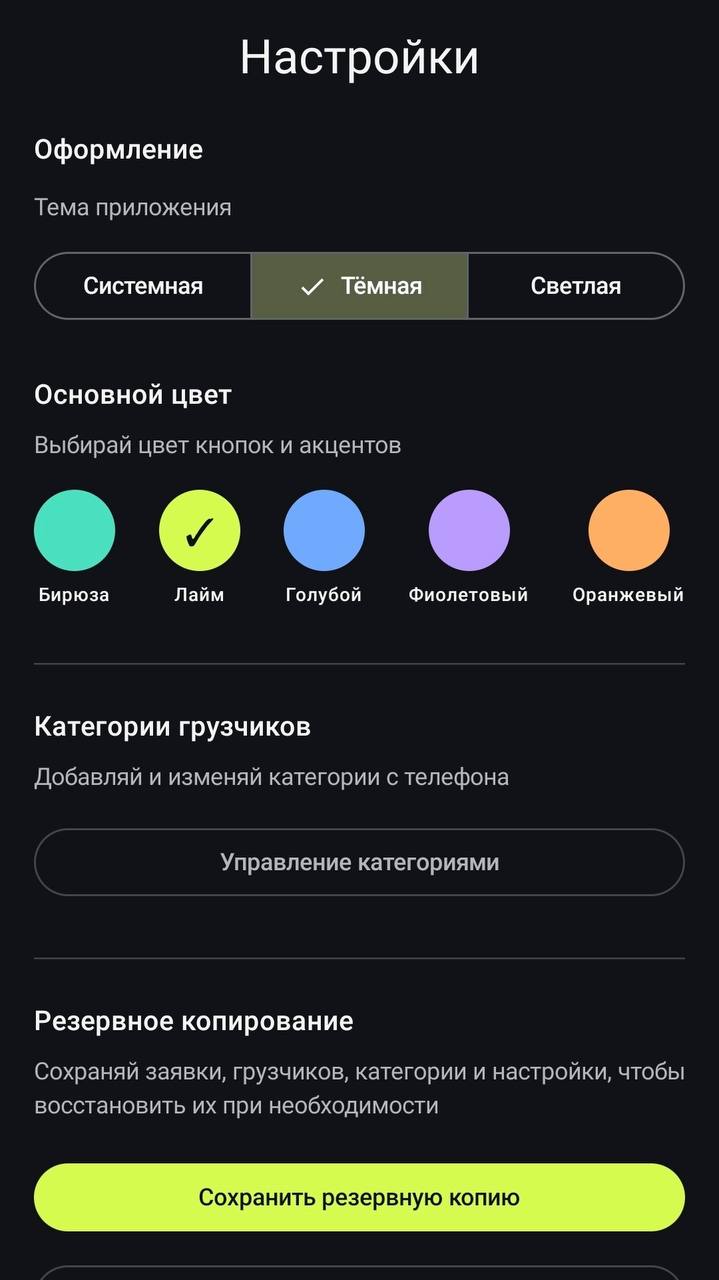 Настройки
Оформление
Тема приложения
Системная
Тёмная
Светлая
Основной цвет
Выбирай цвет кнопок и акцентов
Бирюза
Лайм
Голубой
Фиолетовый
Оранжевый
Категории грузчиков
Добавляй и изменяй категории с телефона
Управление категориями
Резервное копирование
Сохраняй заявки, грузчиков, категории и настройки, чтобы
восстановить их при необходимости
Сохранить резервную копию